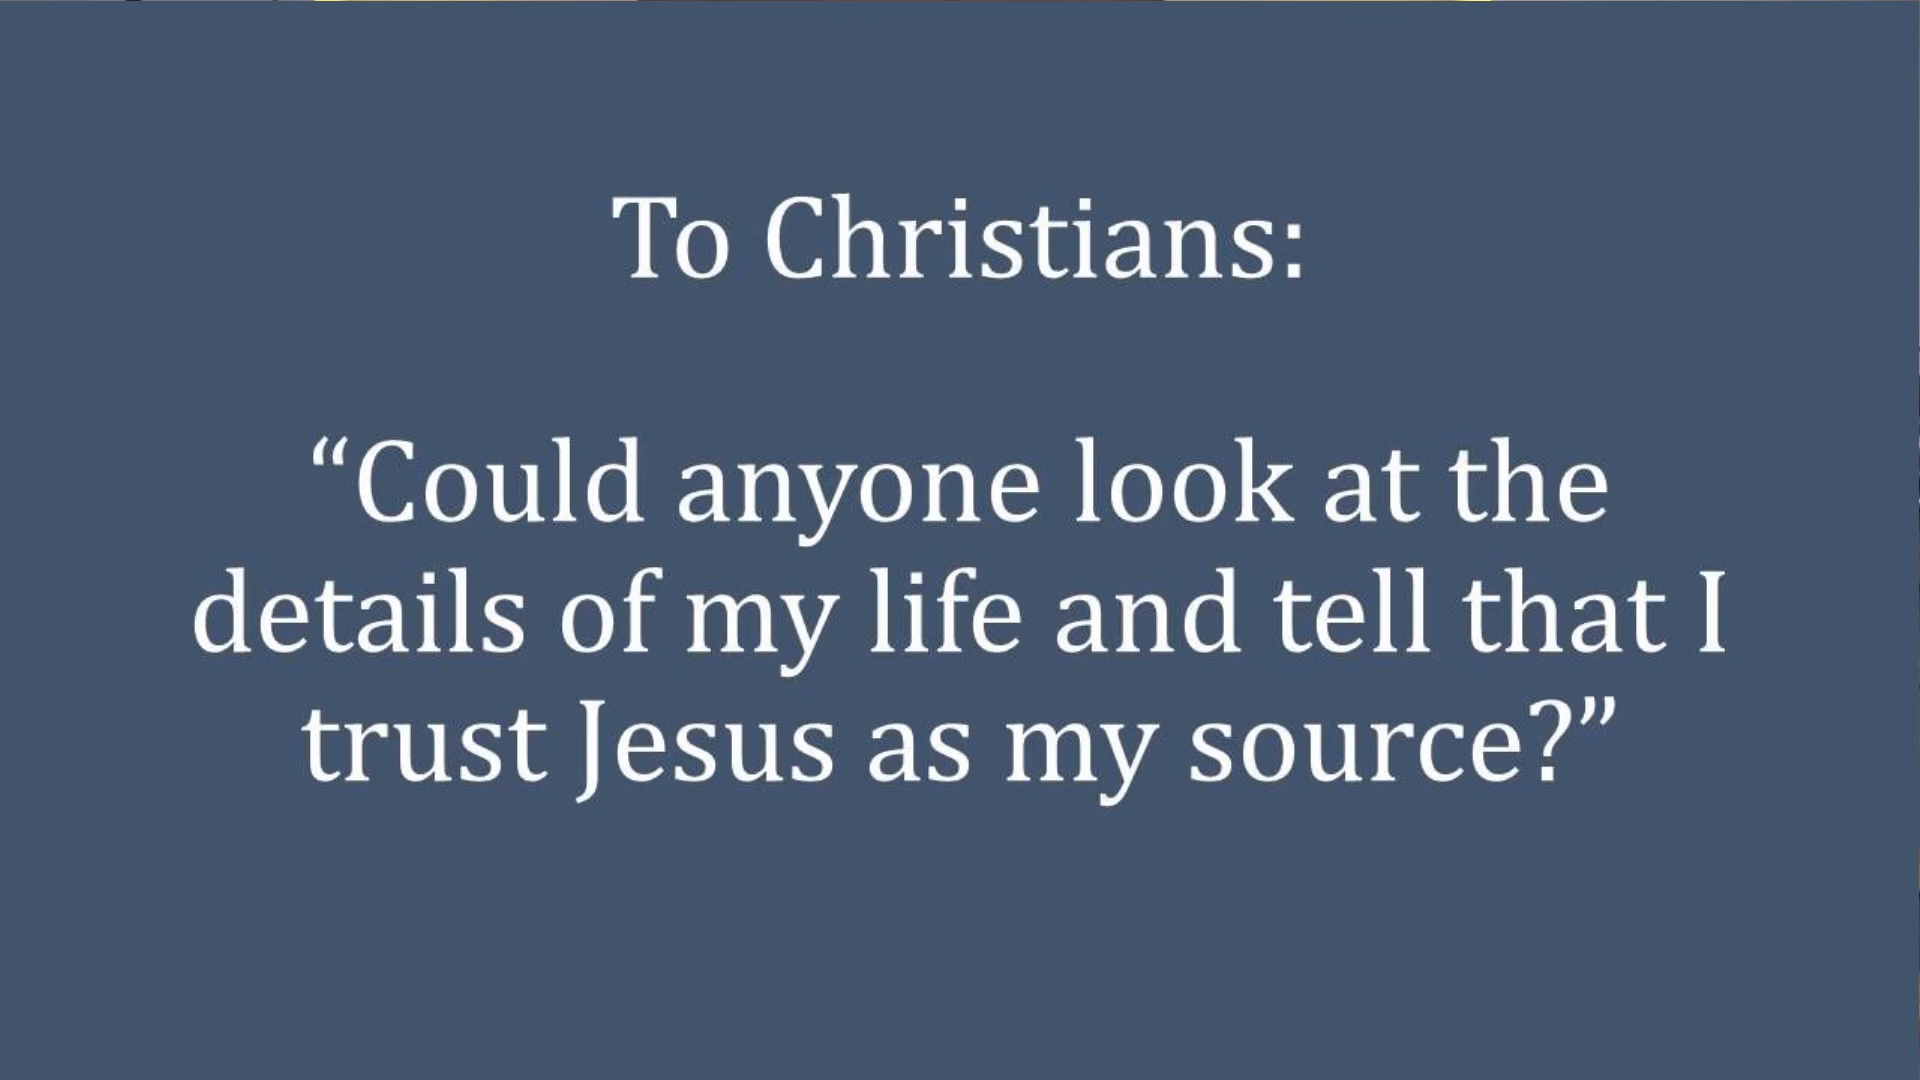 To Christians:
“Could anyone look at the
details of my life and tell that I
trust Jesus as my source?”